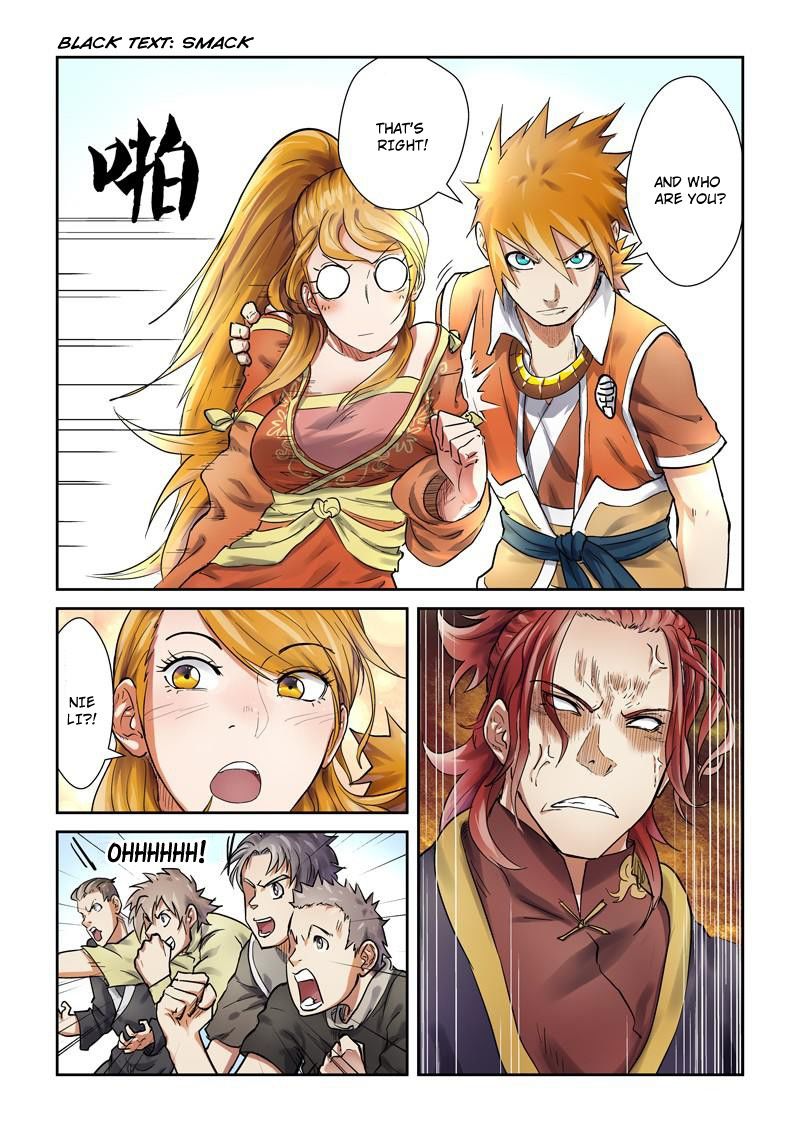 BLACK TEXT: SMACK
啪
THAT'S
RIGHT!
AND WHO
ARE YOU?
NIE
LI?!
OHHHHHH!